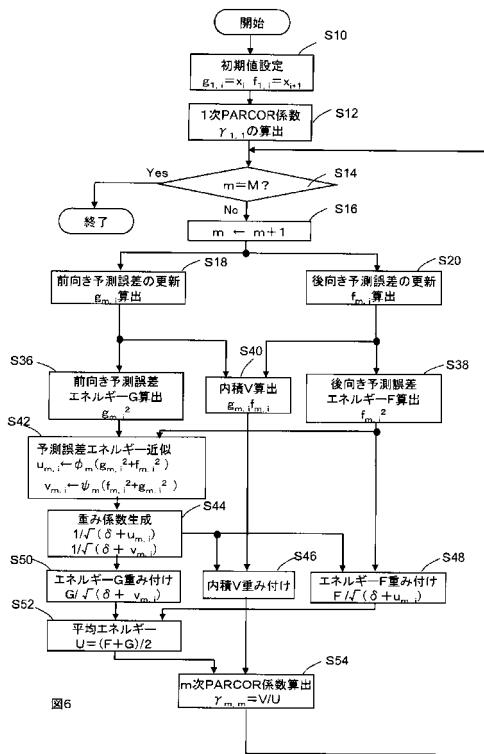 開始
S10
初期値設定
g1,i=xi f1,i=xi+1
S12
1次PARCOR係数
γ1,1の算出
S14
Yes
m=M?
終了
No
S16
m ← m+1
S18
前向き予測誤差の更新
gm,i算出
S20
後向き予測誤差の更新
fm,i算出
S36
前向き予測誤差
エネルギーG算出
gm,i²
S40
内積V算出
gm,ifm,i
S38
後向き予測誤差
エネルギーF算出
fm,i²
S42
予測誤差エネルギー近似
um,i←φm(gm,i²+fm,i²)
vm,i←ψm(fm,i²+gm,i²)
S44
重み係数生成
1/√(δ+um,i)
1/√(δ+vm,i)
S50
エネルギーG重み付け
G/√(δ+vm,i)
S46
内積V重み付け
S48
エネルギーF重み付け
F/√(δ+um,i)
S52
平均エネルギー
U=(F+G)/2
S54
m次PARCOR係数算出
γm,m=V/U
図6